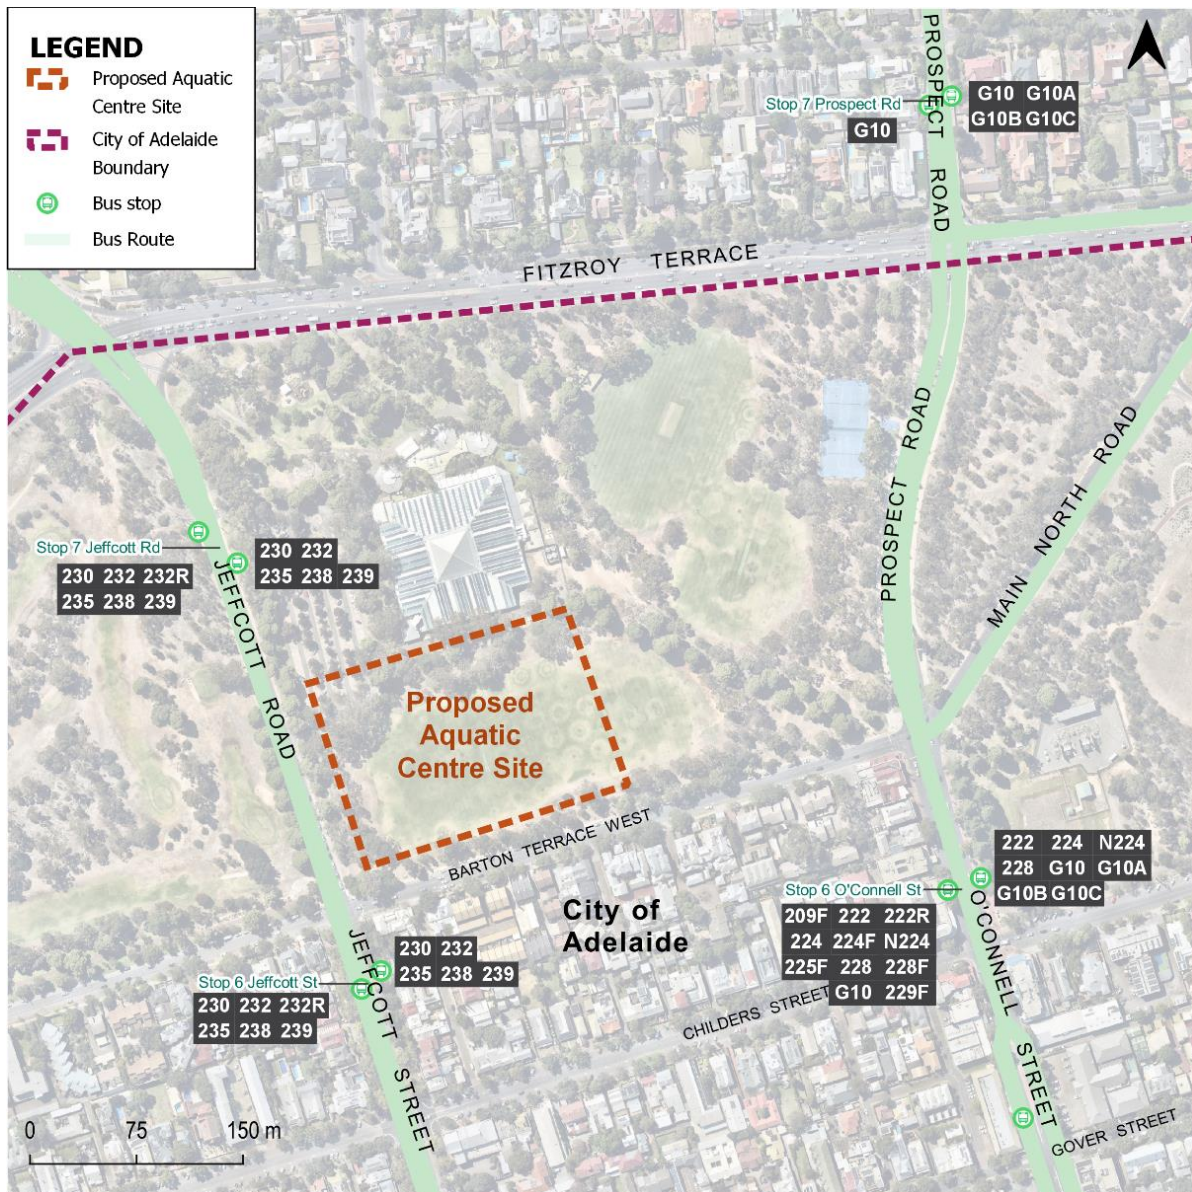 LEGEND
Proposed Aquatic
Centre Site
City of Adelaide
Boundary
Bus stop
Bus Route
PROSPECT ROAD
Stop 7 Prospect Rd
G10
G10 G10A
G10B G10C
FITZROY TERRACE
PROSPECT ROAD
MAIN NORTH ROAD
Stop 7 Jeffcott Rd
230 232 232R
235 238 239
230 232
235 238 239
JEFFCOTT ROAD
Proposed
Aquatic
Centre Site
BARTON TERRACE WEST
City of
Adelaide
222 224 N224
228 G10 G10A
G10B G10C
Stop 6 O'Connell St
209F 222 222R
224 224F N224
225F 228 228F
G10 229F
O'CONNELL STREET
230 232
235 238 239
Stop 6 Jeffcott St
230 232 232R
235 238 239
JEFFCOTT STREET
CHILDERS STREET
GOVER STREET
0 75 150 m